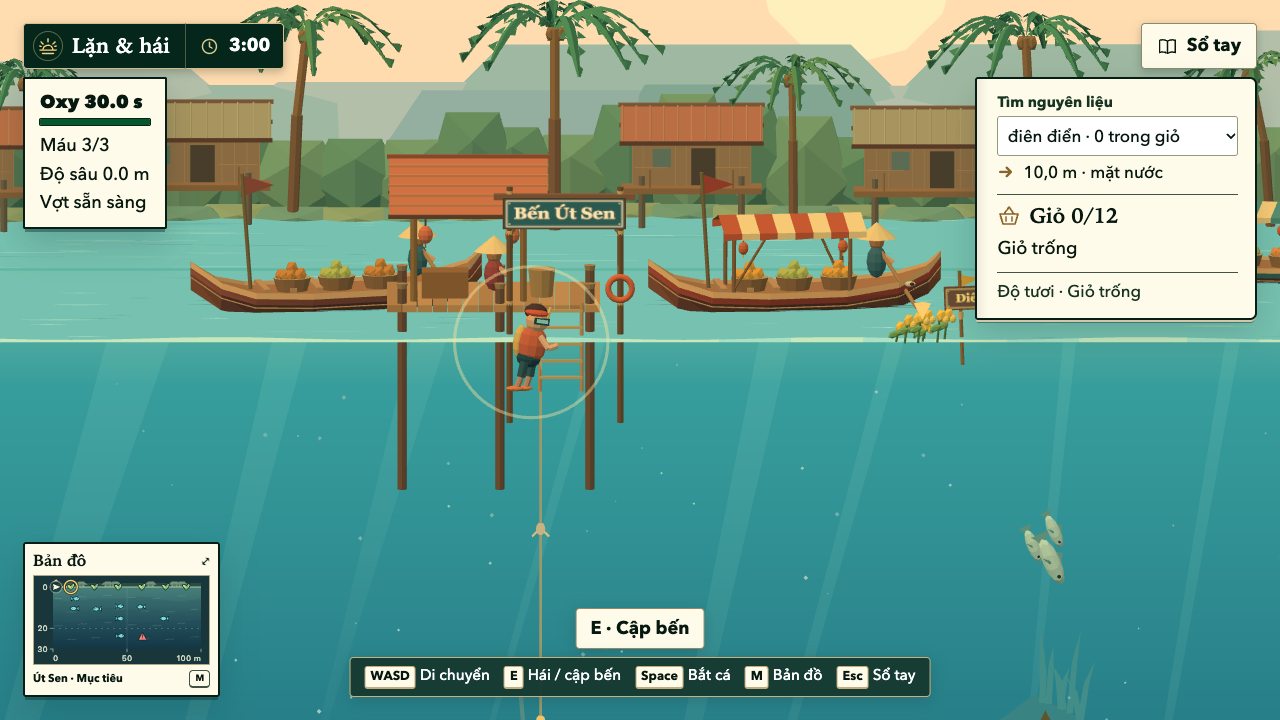 Lặn & hái
3:00
Sổ tay
Oxy 30.0 s
Máu 3/3
Độ sâu 0.0 m
Vợt sẵn sàng
Tìm nguyên liệu
điên điển · 0 trong giỏ
→ 10,0 m · mặt nước
Giỏ 0/12
Giỏ trống
Độ tươi · Giỏ trống
Bến Út Sen
Bản đồ
0
20
30
0 50 100 m
Út Sen · Mục tiêu M
E · Cập bến
WASD Di chuyển E Hái / cập bến Space Bắt cá M Bản đồ Esc Sổ tay